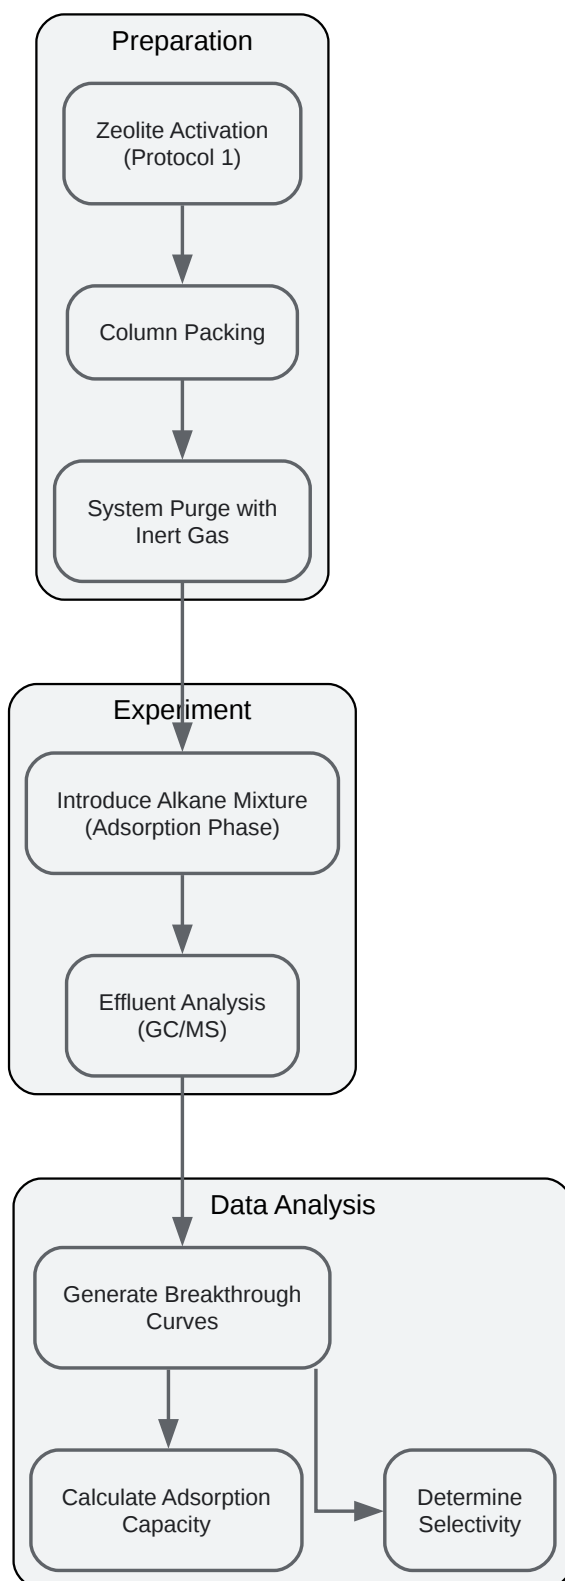 Preparation
Zeolite Activation
(Protocol 1)
Column Packing
System Purge with
Inert Gas
Experiment
Introduce Alkane Mixture
(Adsorption Phase)
Effluent Analysis
(GC/MS)
Data Analysis
Generate Breakthrough
Curves
Calculate Adsorption
Capacity
Determine
Selectivity